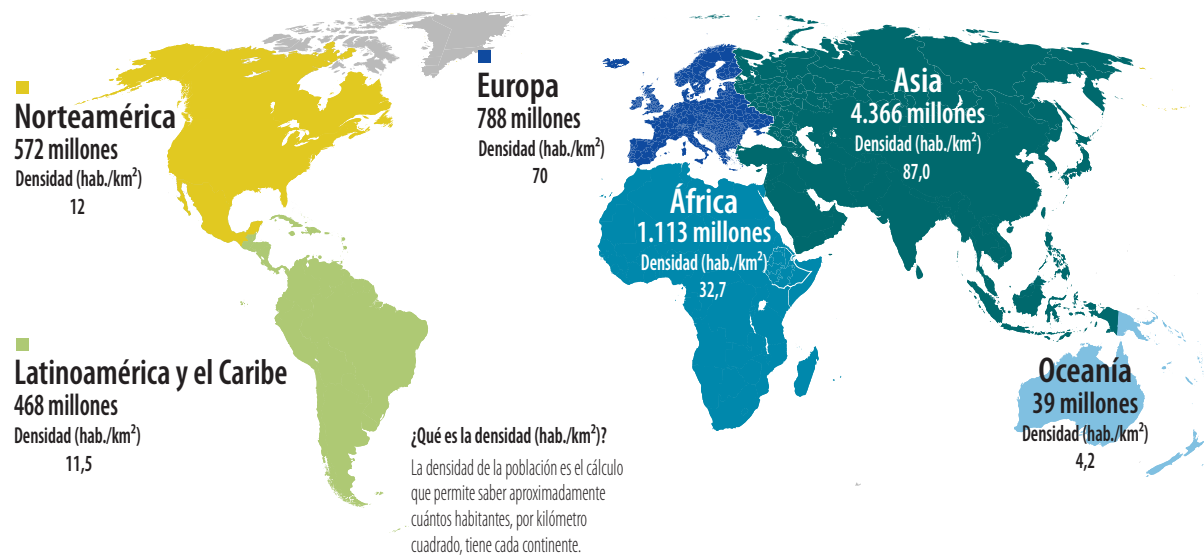 Norteamérica
572 millones
Densidad (hab./km²)
12
Europa
788 millones
Densidad (hab./km²)
70
Asia
4.366 millones
Densidad (hab./km²)
87,0
África
1.113 millones
Densidad (hab./km²)
32,7
Latinoamérica y el Caribe
468 millones
Densidad (hab./km²)
11,5
¿Qué es la densidad (hab./km²)?
La densidad de la población es el cálculo
que permite saber aproximadamente
cuántos habitantes, por kilómetro
cuadrado, tiene cada continente.
Oceanía
39 millones
Densidad (hab./km²)
4,2